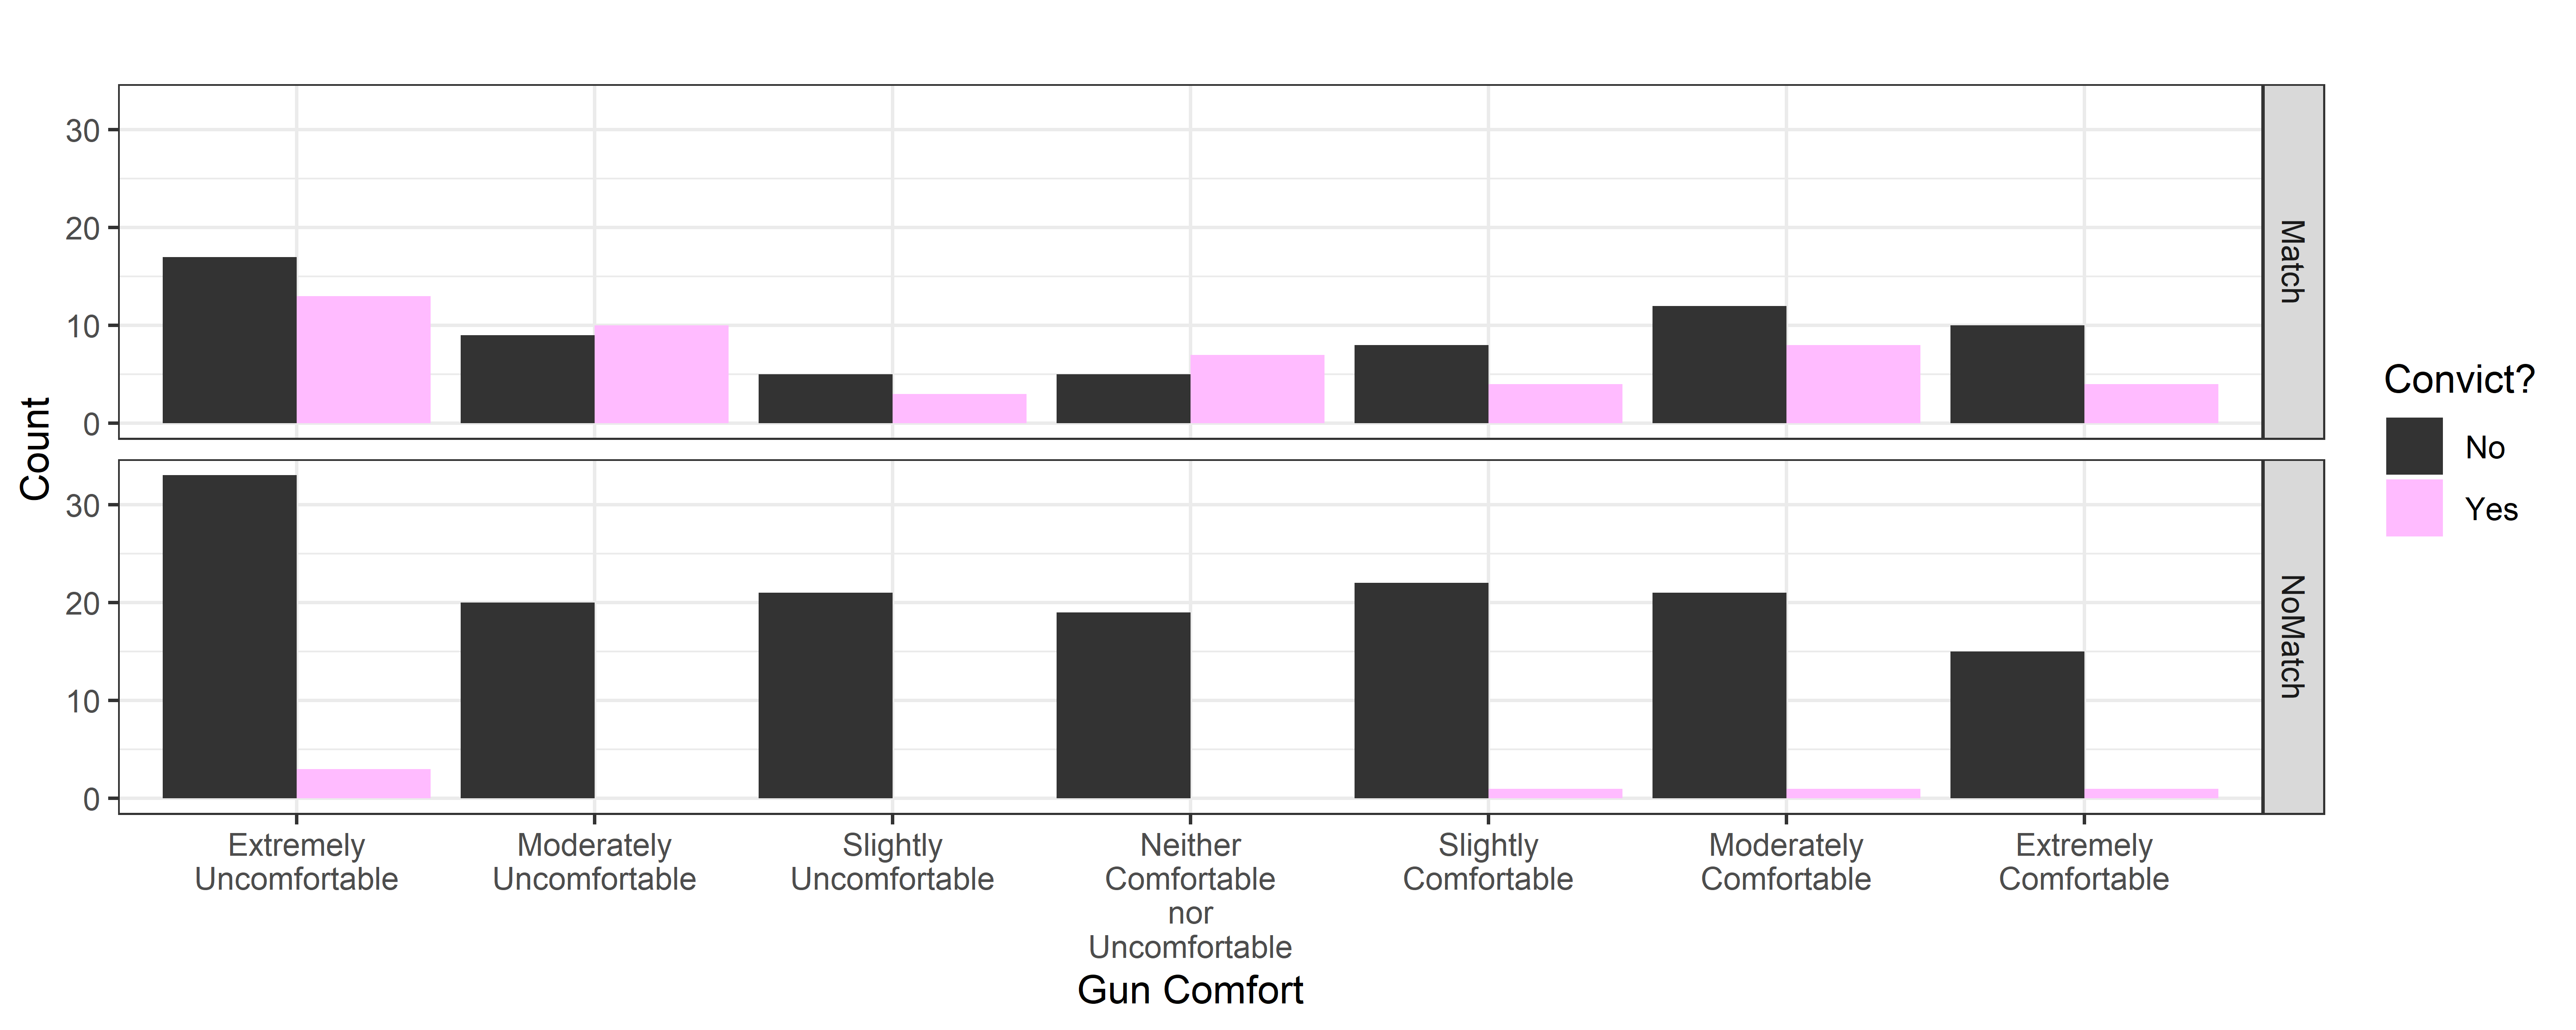 30
20
10
0
Match
30
20
10
0
NoMatch
Count
Extremely
Uncomfortable
Moderately
Uncomfortable
Slightly
Uncomfortable
Neither
Comfortable
nor
Uncomfortable
Slightly
Comfortable
Moderately
Comfortable
Extremely
Comfortable
Gun Comfort
Convict?
No
Yes